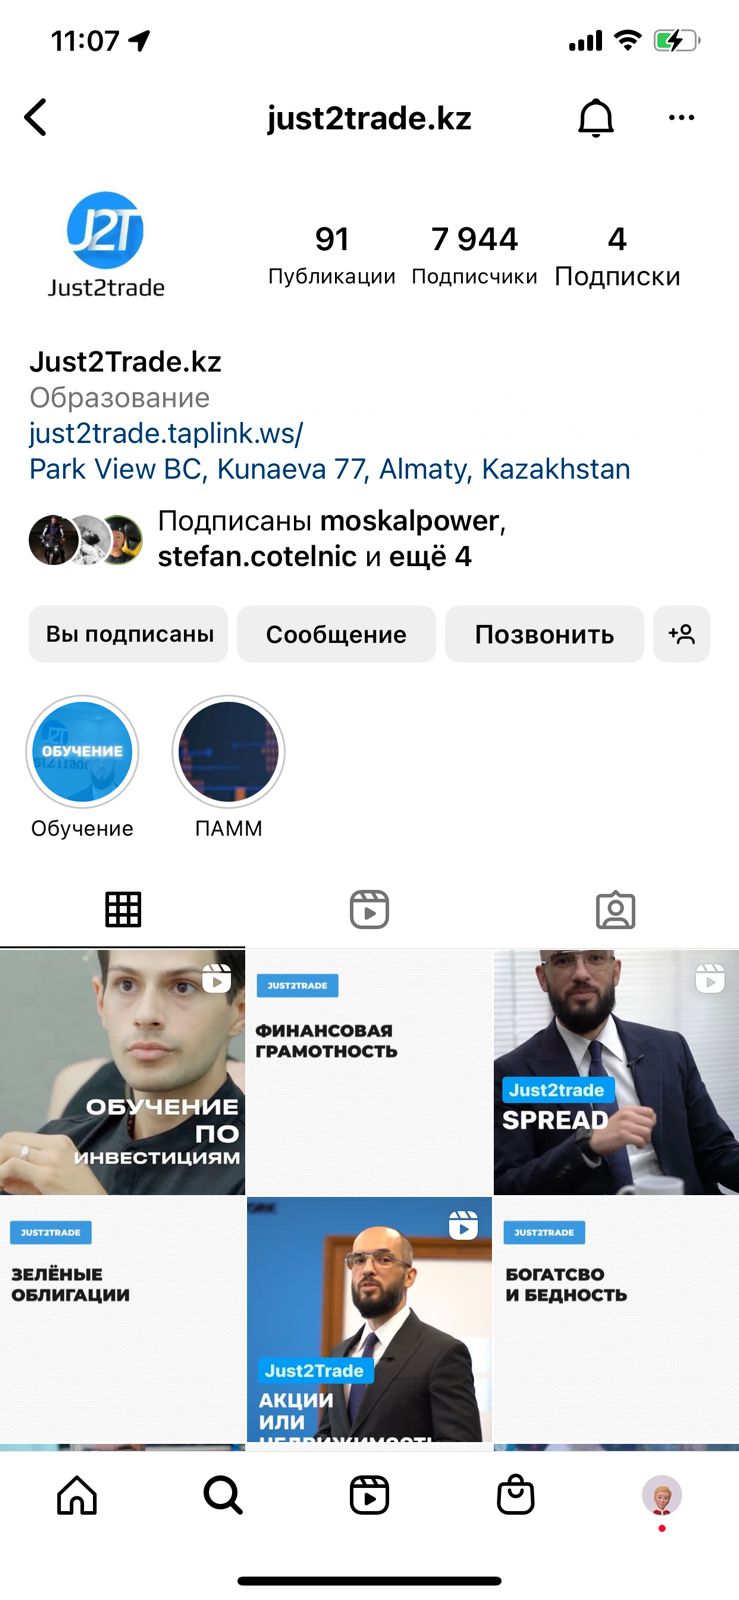 11:07
just2trade.kz
J2T
Just2trade
91
Публикации
7 944
Подписчики
4
Подписки
Just2Trade.kz
Образование
just2trade.taplink.ws/
Park View BC, Kunaeva 77, Almaty, Kazakhstan
Подписаны moskalpower,
stefan.cotelnic и ещё 4
Вы подписаны
Сообщение
Позвонить
ОБУЧЕНИЕ
Обучение
ПАММ
ОБУЧЕНИЕ
ПО
ИНВЕСТИЦИЯМ
JUST2TRADE
ФИНАНСОВАЯ
ГРАМОТНОСТЬ
Just2trade
SPREAD
JUST2TRADE
ЗЕЛЁНЫЕ
ОБЛИГАЦИИ
Just2Trade
АКЦИИ
ИЛИ
НЕДВИЖИМОСТЬ
JUST2TRADE
БОГАТСВО
И БЕДНОСТЬ